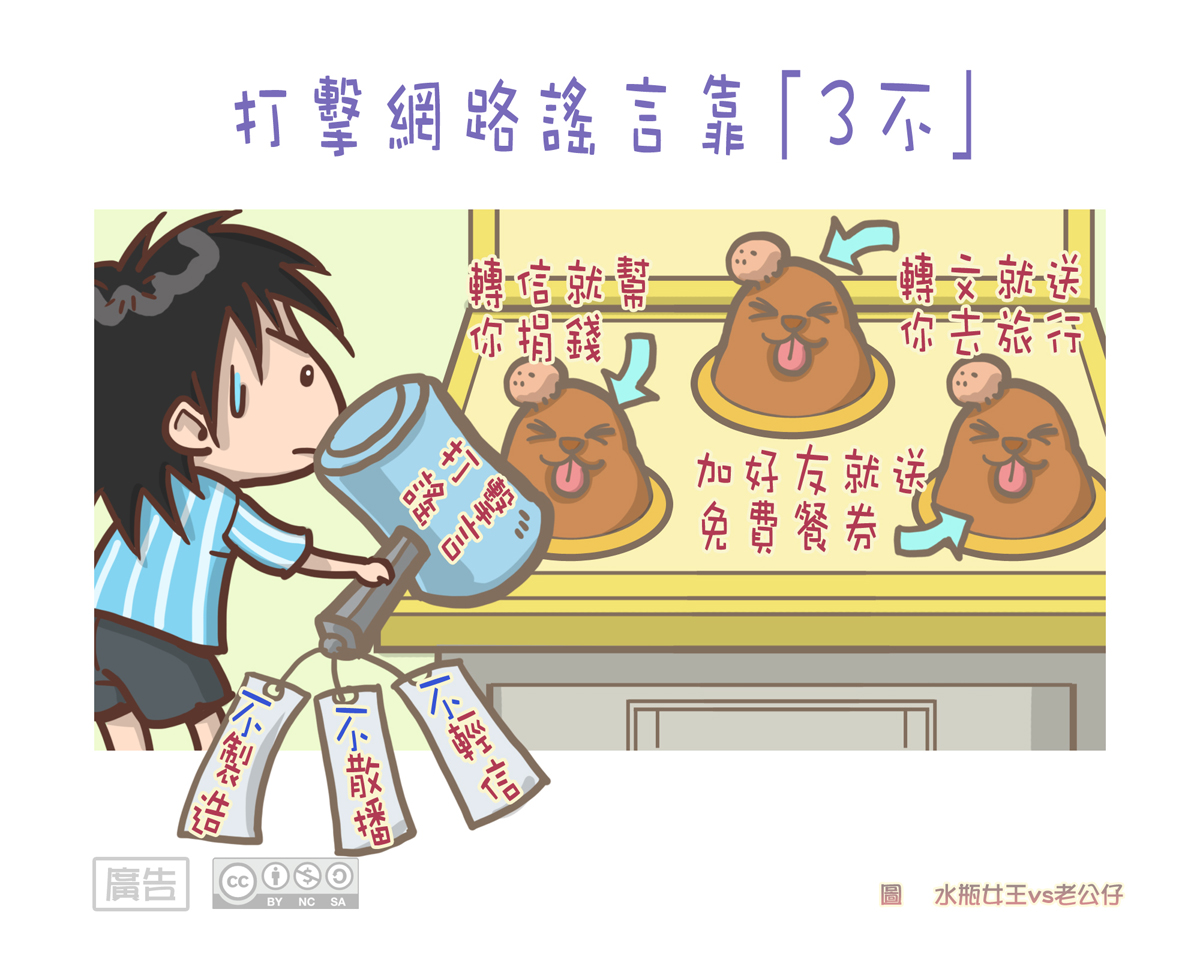 打擊網路謠言靠「3不」
轉信就幫
你捐錢
轉文就送
你去旅行
加好友就送
免費餐券
打擊
謠言
不製造
不散播
不輕信
廣告
cc
BY NC SA
圖 水瓶女王vs老公仔